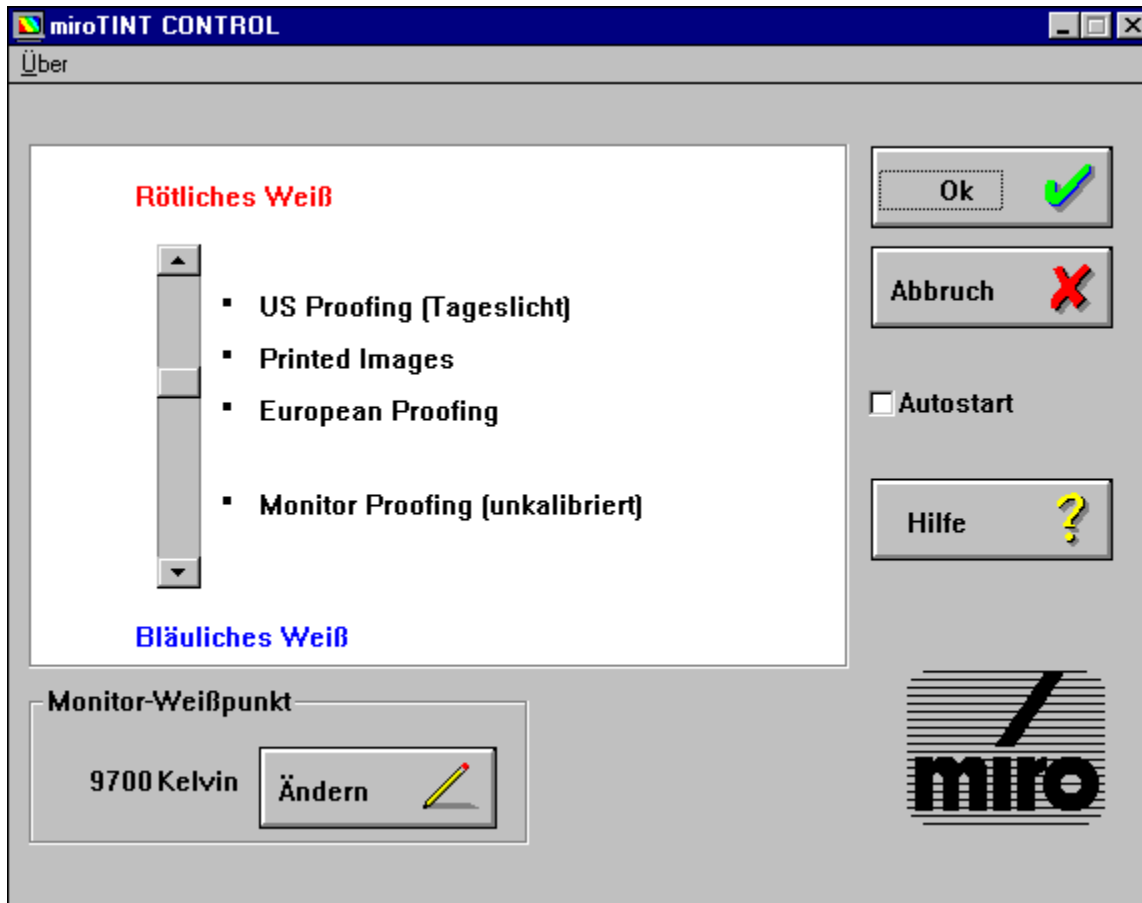 miroTINT CONTROL
Über
Rötliches Weiß
US Proofing (Tageslicht)
Printed Images
European Proofing
Monitor Proofing (unkalibriert)
Bläuliches Weiß
Ok
Abbruch
Autostart
Hilfe
Monitor-Weißpunkt
9700 Kelvin
Ändern
miro